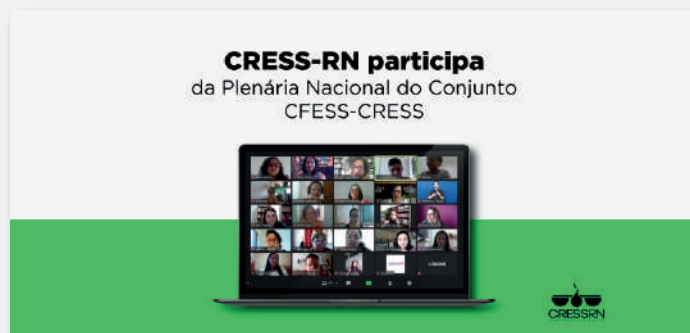 CRESS-RN participa
da Plenária Nacional do Conjunto
CFESS-CRESS
CRESSRN